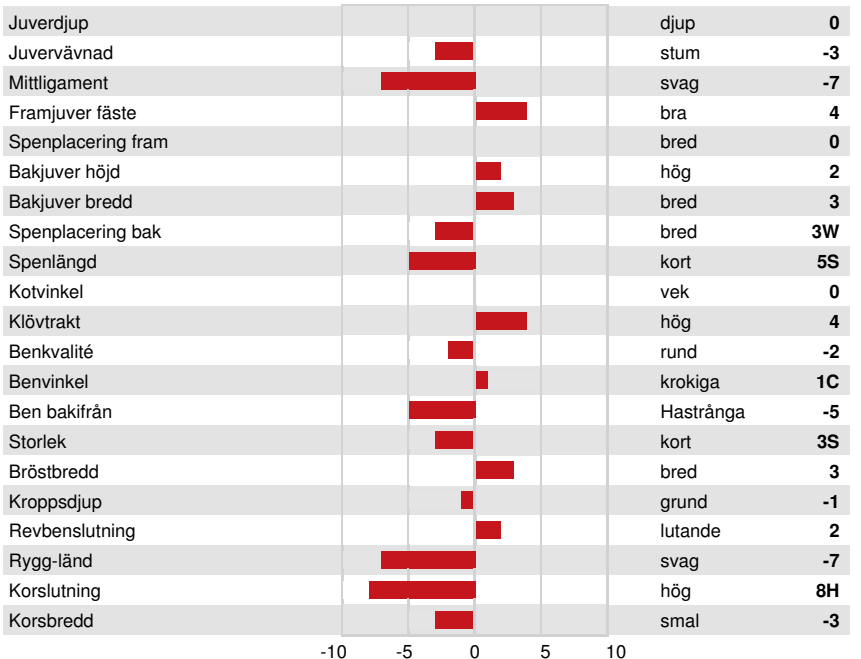 Juverdjup djup 0
Juvervävnad stum -3
Mittligament svag -7
Framjuver fäste bra 4
Spenplacering fram bred 0
Bakjuver höjd hög 2
Bakjuver bredd bred 3
Spenplacering bak bred 3W
Spenlängd kort 5S
Kotvinkel vek 0
Klövtrakt hög 4
Benkvalité rund -2
Benvinkel krokiga 1C
Ben bakifrån Hastrånga -5
Storlek kort 3S
Bröstbredd bred 3
Kroppsdjup grund -1
Revbenslutning lutande 2
Rygg-länd svag -7
Korslutning hög 8H
Korsbredd smal -3
-10 -5 0 5 10